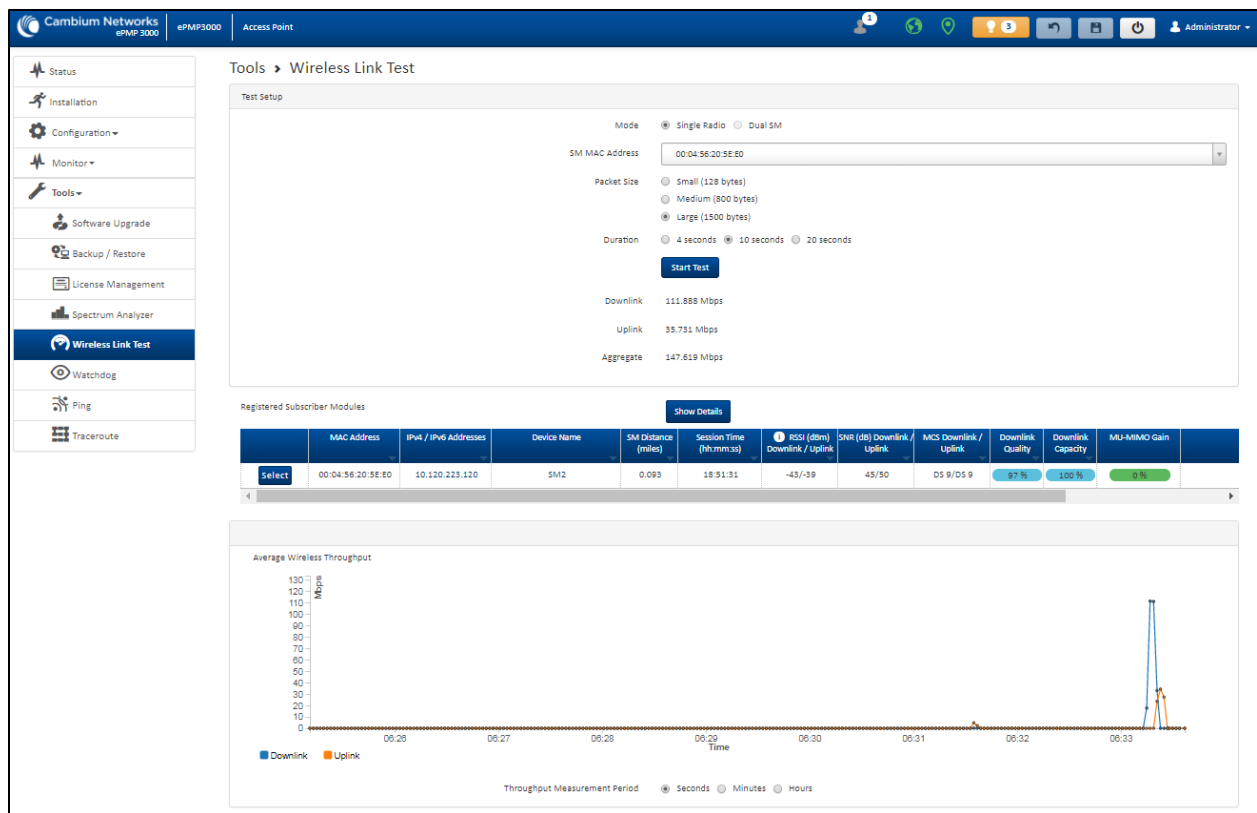 Cambium Networks
ePMP 3000
ePMP3000
Access Point
1
3
Administrator
Status
Installation
Configuration
Monitor
Tools
Software Upgrade
Backup / Restore
License Management
Spectrum Analyzer
Wireless Link Test
Watchdog
Ping
Traceroute
Tools > Wireless Link Test
Test Setup
Mode Single Radio Dual SM
SM MAC Address 00:04:56:20:5E:E0
Packet Size Small (128 bytes)
Medium (800 bytes)
Large (1500 bytes)
Duration 4 seconds 10 seconds 20 seconds
Start Test
Downlink 111.888 Mbps
Uplink 35.731 Mbps
Aggregate 147.619 Mbps
Registered Subscriber Modules Show Details
MAC Address
IPv4 / IPv6 Addresses
Device Name
SM Distance
(miles)
Session Time
(hh:mm:ss)
i RSSI (dBm)
Downlink / Uplink
SNR (dB) Downlink /
Uplink
MCS Downlink /
Uplink
Downlink
Quality
Downlink
Capacity
MU-MIMO Gain
Select 00:04:56:20:5E:E0 10.120.223.120 SM2 0.093 18:51:31 -43/-39 45/50 DS 9/DS 9 97 % 100 % 0 %
Average Wireless Throughput
Mbps
130
120
110
100
90
80
70
60
50
40
30
20
10
0
06:26 06:27 06:28 06:29 06:30 06:31 06:32 06:33
Time
Downlink Uplink
Throughput Measurement Period Seconds Minutes Hours